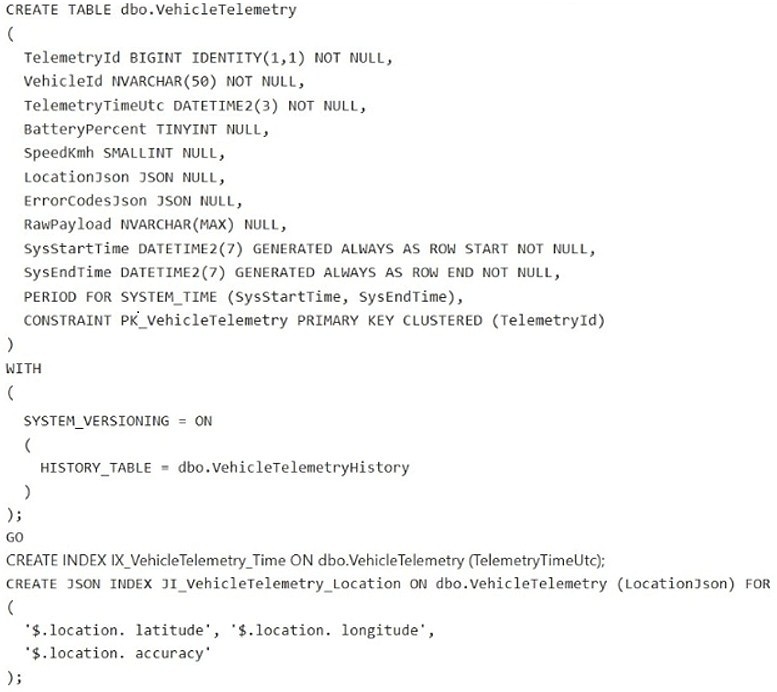 CREATE TABLE dbo.VehicleTelemetry
(
TelemetryId BIGINT IDENTITY(1,1) NOT NULL,
VehicleId NVARCHAR(50) NOT NULL,
TelemetryTimeUtc DATETIME2(3) NOT NULL,
BatteryPercent TINYINT NULL,
SpeedKmh SMALLINT NULL,
LocationJson JSON NULL,
ErrorCodesJson JSON NULL,
RawPayload NVARCHAR(MAX) NULL,
SysStartTime DATETIME2(7) GENERATED ALWAYS AS ROW START NOT NULL,
SysEndTime DATETIME2(7) GENERATED ALWAYS AS ROW END NOT NULL,
PERIOD FOR SYSTEM_TIME (SysStartTime, SysEndTime),
CONSTRAINT PK_VehicleTelemetry PRIMARY KEY CLUSTERED (TelemetryId)
)
WITH
(
SYSTEM_VERSIONING = ON
(
HISTORY_TABLE = dbo.VehicleTelemetryHistory
)
);
GO
CREATE INDEX IX_VehicleTelemetry_Time ON dbo.VehicleTelemetry (TelemetryTimeUtc);
CREATE JSON INDEX JI_VehicleTelemetry_Location ON dbo.VehicleTelemetry (LocationJson) FOR
(
'$.location. latitude', '$.location. longitude',
'$.location. accuracy'
);